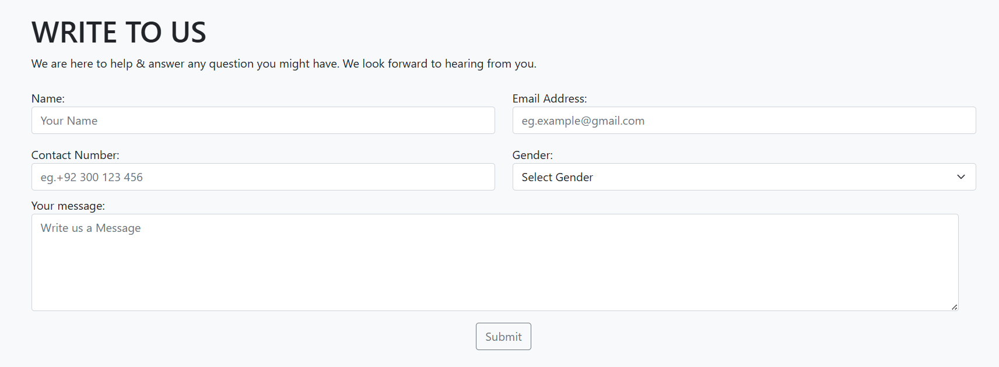 WRITE TO US
We are here to help & answer any question you might have. We look forward to hearing from you.
Name:
Your Name
Email Address:
eg.example@gmail.com
Contact Number:
eg.+92 300 123 456
Gender:
Select Gender
Your message:
Write us a Message
Submit